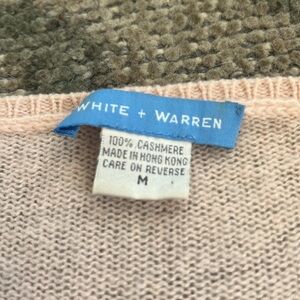 WHITE + WARREN
100% CASHMERE
MADE IN HONG KONG
CARE ON REVERSE
M